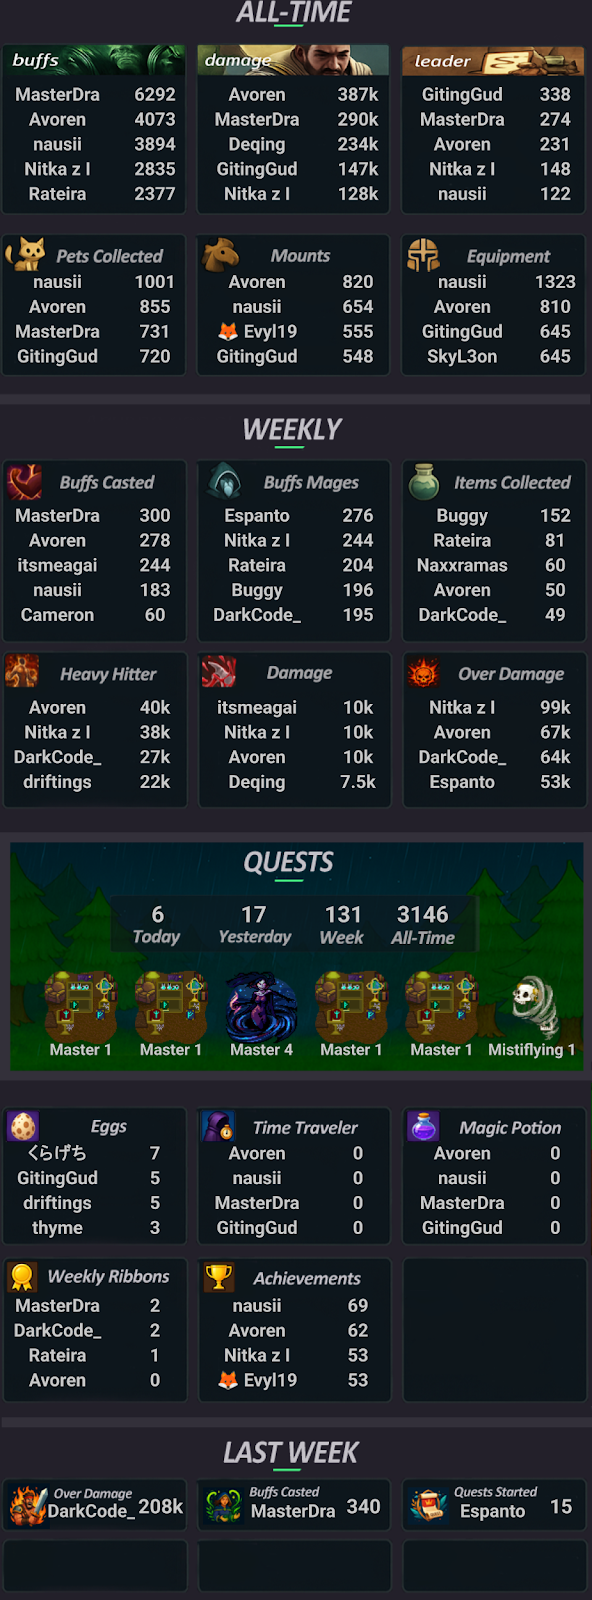 ALL-TIME
buffs
MasterDra 6292
Avoren 4073
nausii 3894
Nitka z l 2835
Rateira 2377
damage
Avoren 387k
MasterDra 290k
Deqing 234k
GitingGud 147k
Nitka z l 128k
leader
GitingGud 338
MasterDra 274
Avoren 231
Nitka z l 148
nausii 122
Pets Collected
nausii 1001
Avoren 855
MasterDra 731
GitingGud 720
Mounts
Avoren 820
nausii 654
🦊 Evyl19 555
GitingGud 548
Equipment
nausii 1323
Avoren 810
GitingGud 645
SkyL3on 645
WEEKLY
Buffs Casted
MasterDra 300
Avoren 278
itsmeagai 244
nausii 183
Cameron 60
Buffs Mages
Espanto 276
Nitka z l 244
Rateira 204
Buggy 196
DarkCode_ 195
Items Collected
Buggy 152
Rateira 81
Naxxramas 60
Avoren 50
DarkCode_ 49
Heavy Hitter
Avoren 40k
Nitka z l 38k
DarkCode_ 27k
driftings 22k
Damage
itsmeagai 10k
Nitka z l 10k
Avoren 10k
Deqing 7.5k
Over Damage
Nitka z l 99k
Avoren 67k
DarkCode_ 64k
Espanto 53k
QUESTS
6 17 131 3146
Today Yesterday Week All-Time
Master 1 Master 1 Master 4 Master 1 Master 1 Mistiflying 1
Eggs
くらげち 7
GitingGud 5
driftings 5
thyme 3
Time Traveler
Avoren 0
nausii 0
MasterDra 0
GitingGud 0
Magic Potion
Avoren 0
nausii 0
MasterDra 0
GitingGud 0
Weekly Ribbons
MasterDra 2
DarkCode_ 2
Rateira 1
Avoren 0
Achievements
nausii 69
Avoren 62
Nitka z l 53
🦊 Evyl19 53
LAST WEEK
Over Damage
DarkCode_ 208k
Buffs Casted
MasterDra 340
Quests Started
Espanto 15